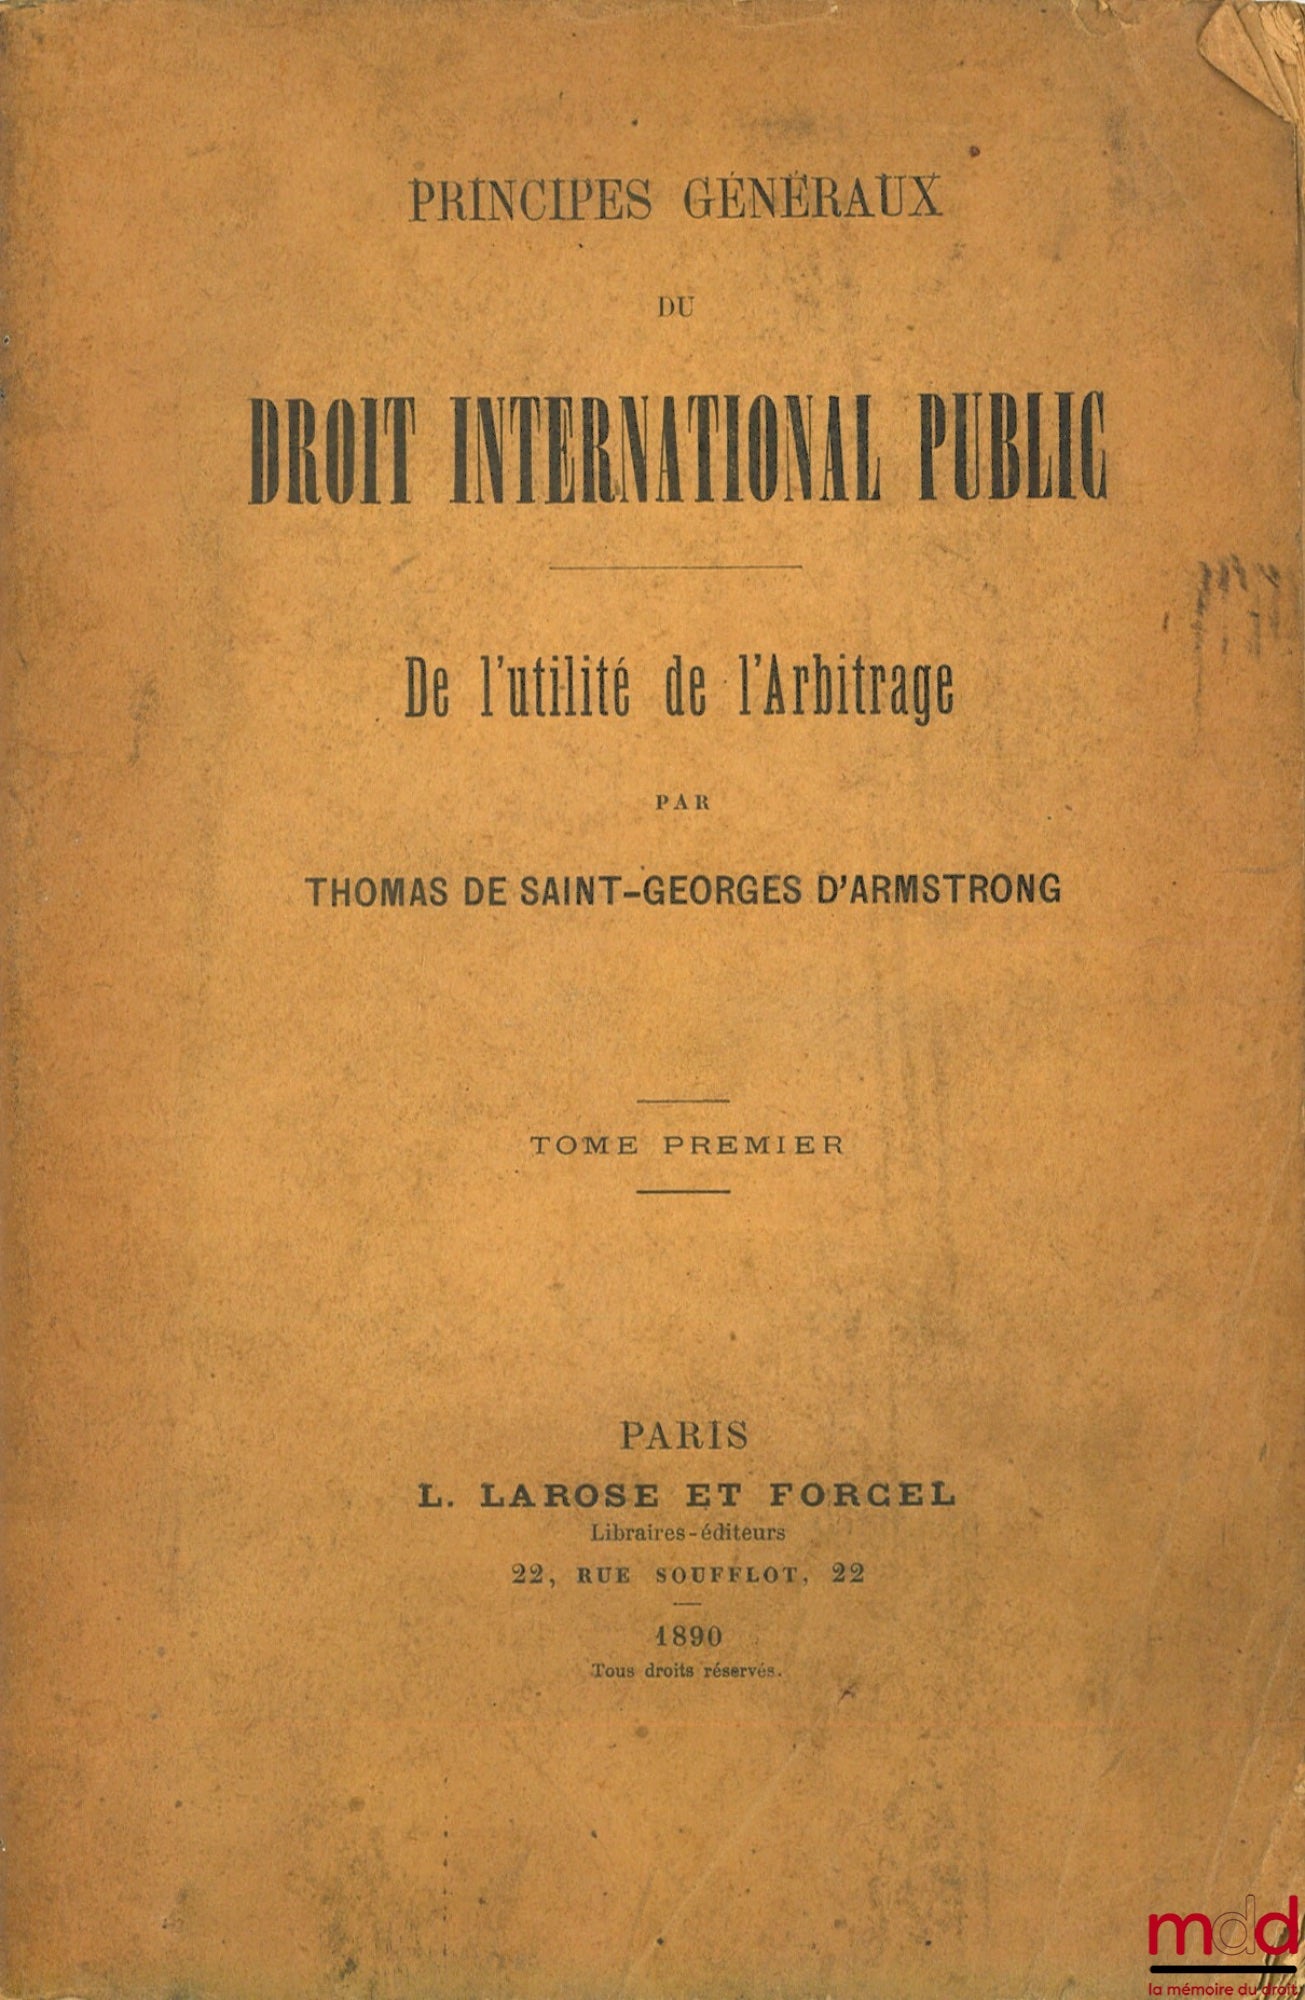 PRINCIPES GÉNÉRAUX
DU
DROIT INTERNATIONAL PUBLIC
De l'utilité de l'Arbitrage
PAR
THOMAS DE SAINT-GEORGES D'ARMSTRONG
TOME PREMIER
PARIS
L. LAROSE ET FORCEL
Libraires-éditeurs
22, RUE SOUFFLOT, 22
1890
Tous droits réservés.
mdd
la mémoire du droit